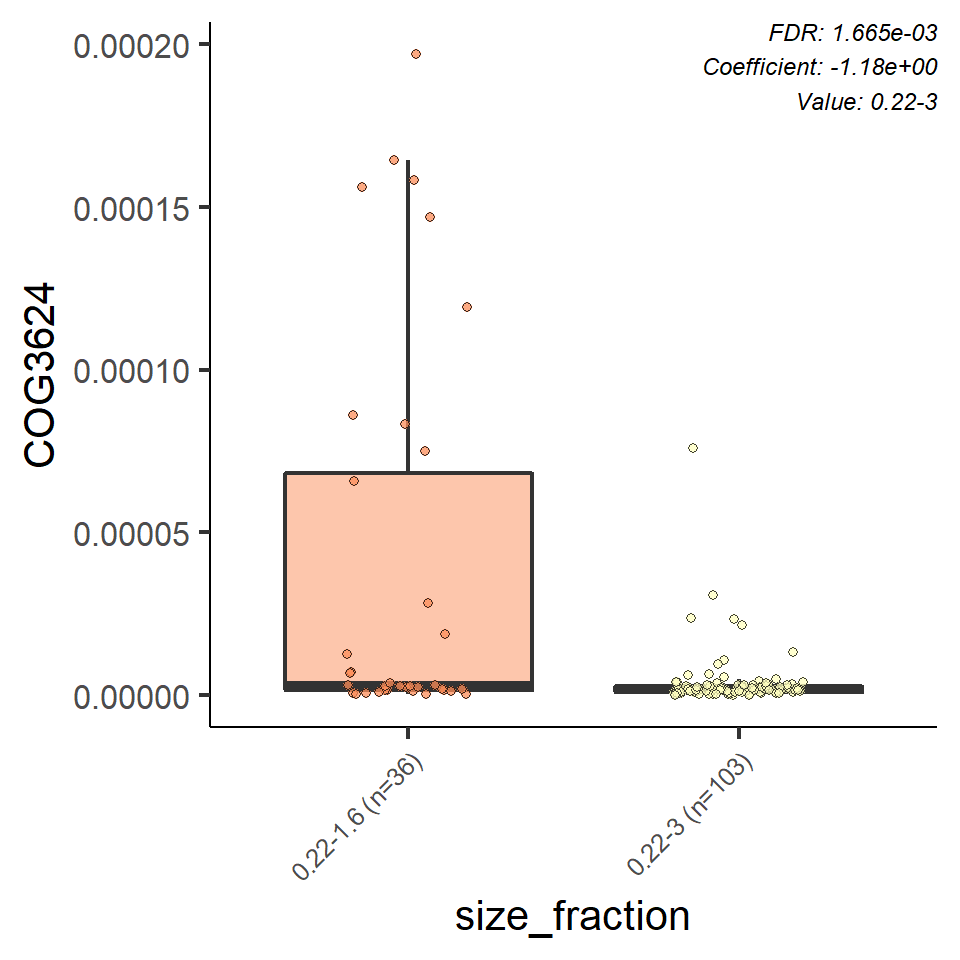 FDR: 1.665e-03
Coefficient: -1.18e+00
Value: 0.22-3
0.00020
0.00015
0.00010
0.00005
0.00000
COG3624
0.22-1.6 (n=36)
0.22-3 (n=103)
size_fraction